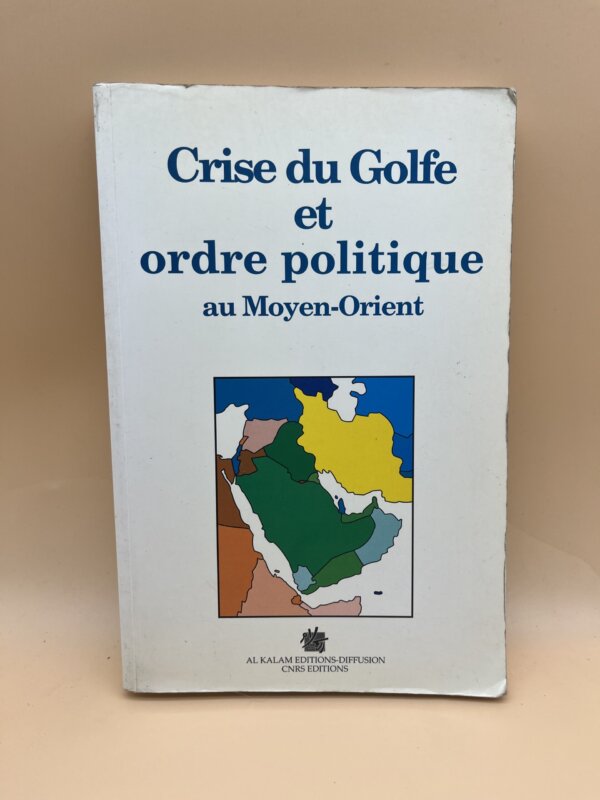 Crise du Golfe
et
ordre politique
au Moyen-Orient
AL KALAM EDITIONS-DIFFUSION
CNRS EDITIONS